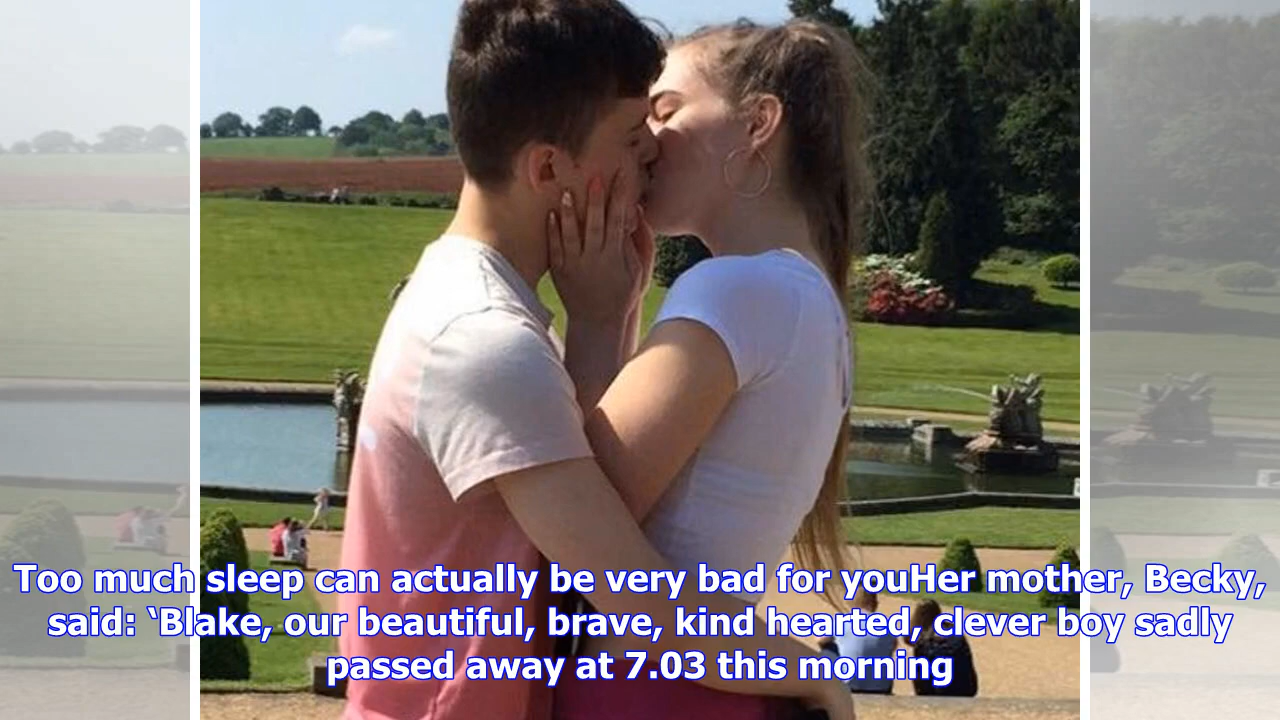 Too much sleep can actually be very bad for youHer mother, Becky,
said: ‘Blake, our beautiful, brave, kind hearted, clever boy sadly
passed away at 7.03 this morning